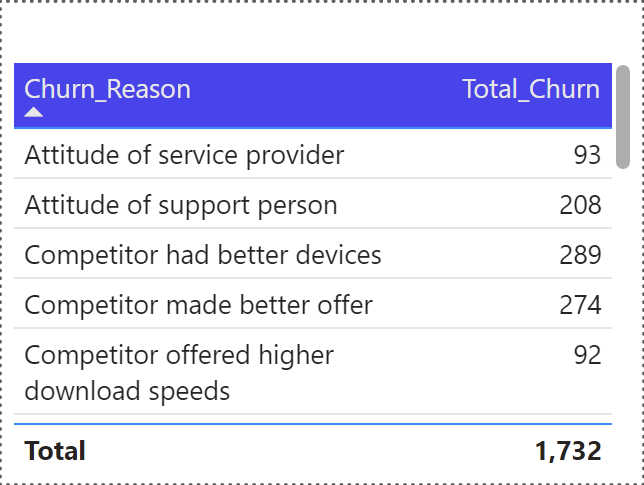 Churn_Reason Total_Churn
Attitude of service provider 93
Attitude of support person 208
Competitor had better devices 289
Competitor made better offer 274
Competitor offered higher 92
download speeds
Total 1,732